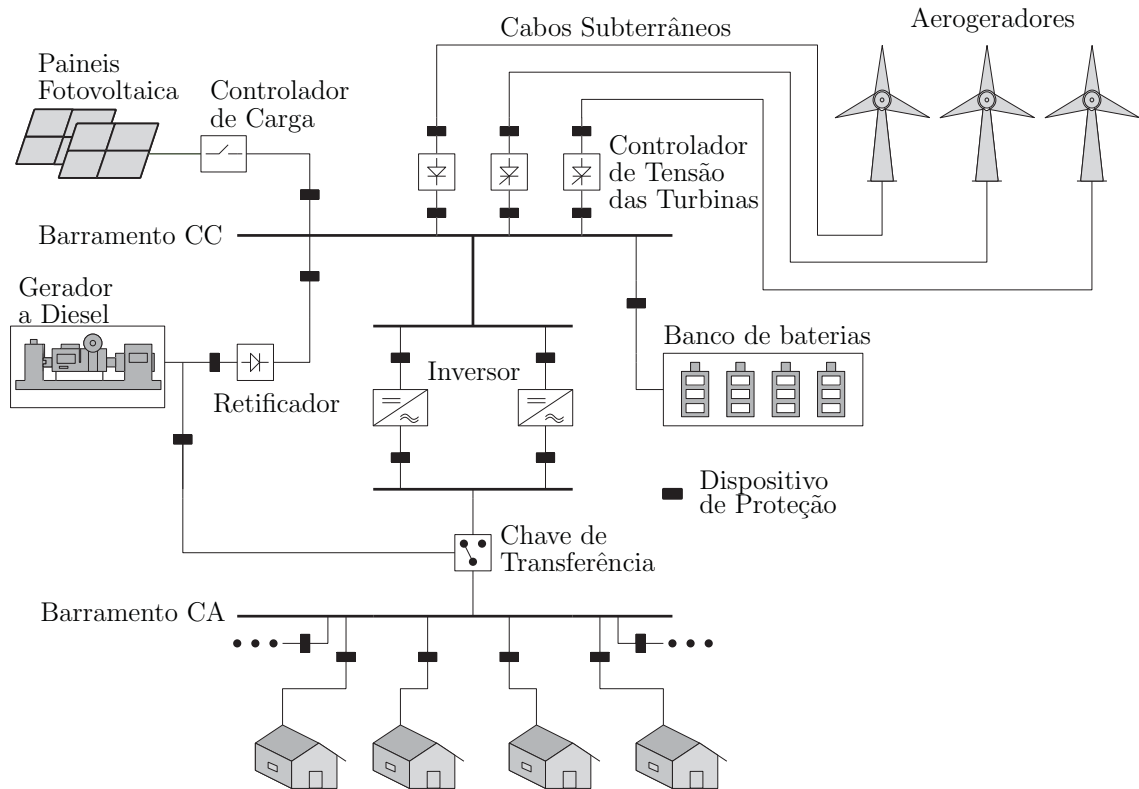 Cabos Subterrâneos
Aerogeradores
Paineis
Fotovoltaica
Controlador
de Carga
Controlador
de Tensão
das Turbinas
Barramento CC
Gerador
a Diesel
Banco de baterias
Inversor
Retificador
Dispositivo
de Proteção
Chave de
Transferência
Barramento CA